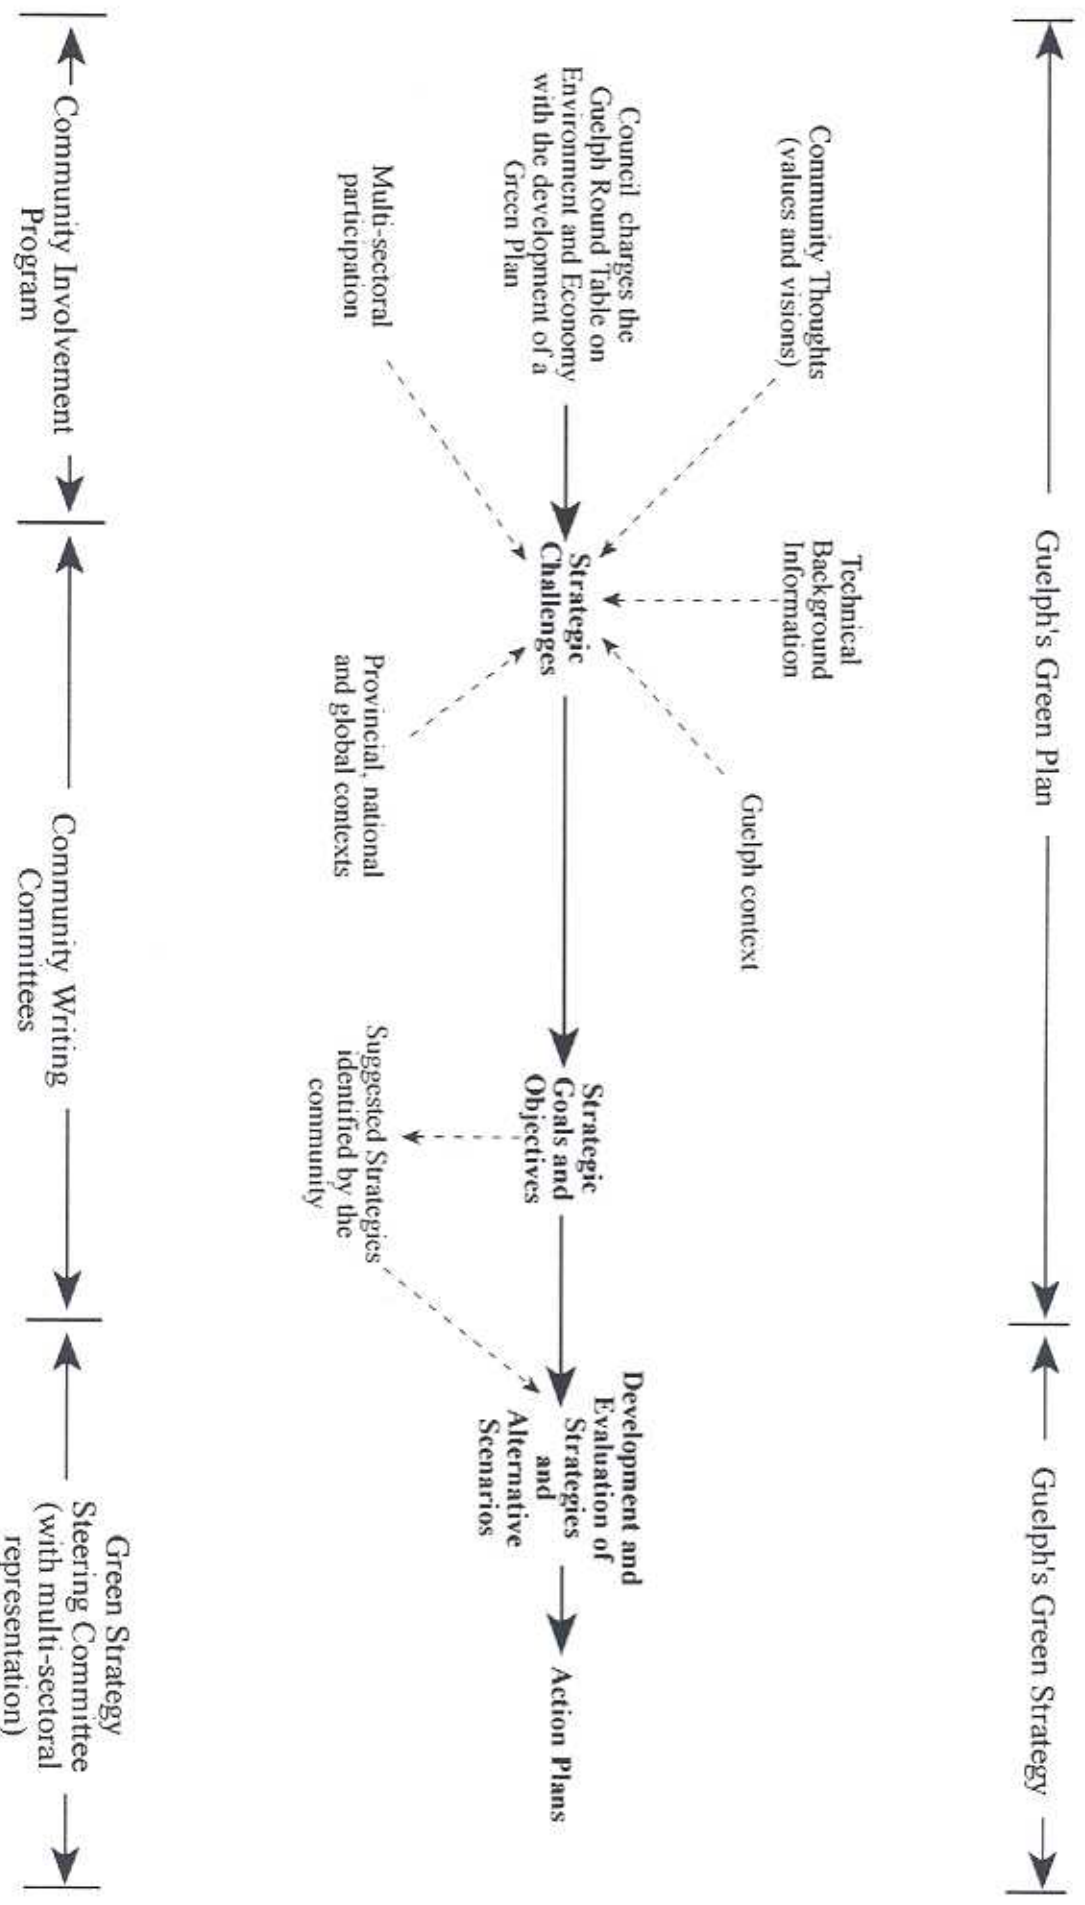 Guelph's Green Plan
Guelph's Green Strategy
Community Thoughts
(values and visions)
Technical
Background
Information
Guelph context
Council charges the
Guelph Round Table on
Environment and Economy
with the development of a
Green Plan
Strategic
Challenges
Strategic
Goals and
Objectives
Development and
Evaluation of
Strategies
and
Alternative
Scenarios
Action Plans
Multi-sectoral
participation
Provincial, national
and global contexts
Suggested Strategies
identified by the
community
Community Involvement
Program
Community Writing
Committees
Green Strategy
Steering Committee
(with multi-sectoral
representation)